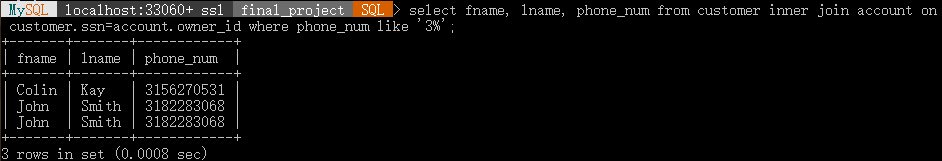 MySQL localhost:33060+ ssl final_project SQL > select fname, lname, phone_num from customer inner join account on
customer.ssn=account.owner_id where phone_num like '3%';
+-------+-------+------------+
| fname | lname | phone_num  |
+-------+-------+------------+
| Colin | Kay   | 3156270531 |
| John  | Smith | 3182283068 |
| John  | Smith | 3182283068 |
+-------+-------+------------+
3 rows in set (0.0008 sec)